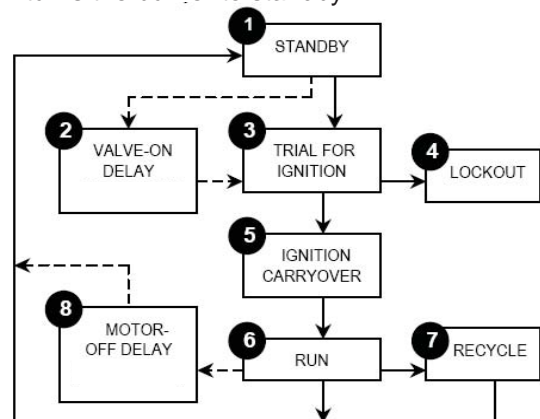 1
STANDBY
2
VALVE-ON
DELAY
3
TRIAL FOR
IGNITION
4
LOCKOUT
5
IGNITION
CARRYOVER
8
MOTOR-
OFF DELAY
6
RUN
7
RECYCLE